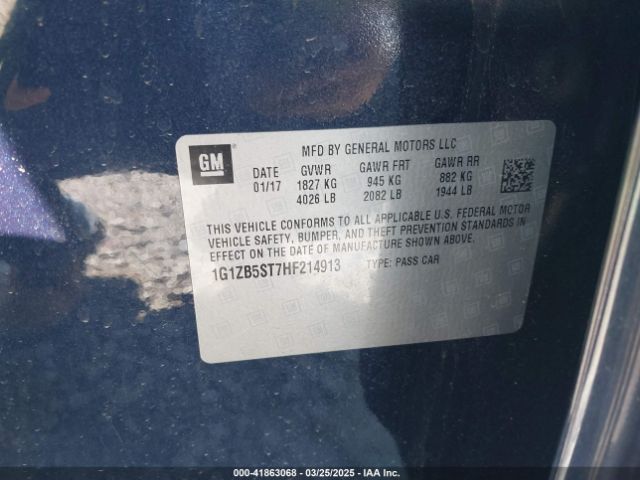 GM
MFD BY GENERAL MOTORS LLC
DATE GVWR GAWR FRT GAWR RR
01/17 1827 KG 945 KG 882 KG
4026 LB 2082 LB 1944 LB
THIS VEHICLE CONFORMS TO ALL APPLICABLE U.S. FEDERAL MOTOR
VEHICLE SAFETY, BUMPER, AND THEFT PREVENTION STANDARDS IN
EFFECT ON THE DATE OF MANUFACTURE SHOWN ABOVE.
1G1ZB5ST7HF214913 TYPE: PASS CAR
© 41863068 - 03/25/2025 - IAA Inc.